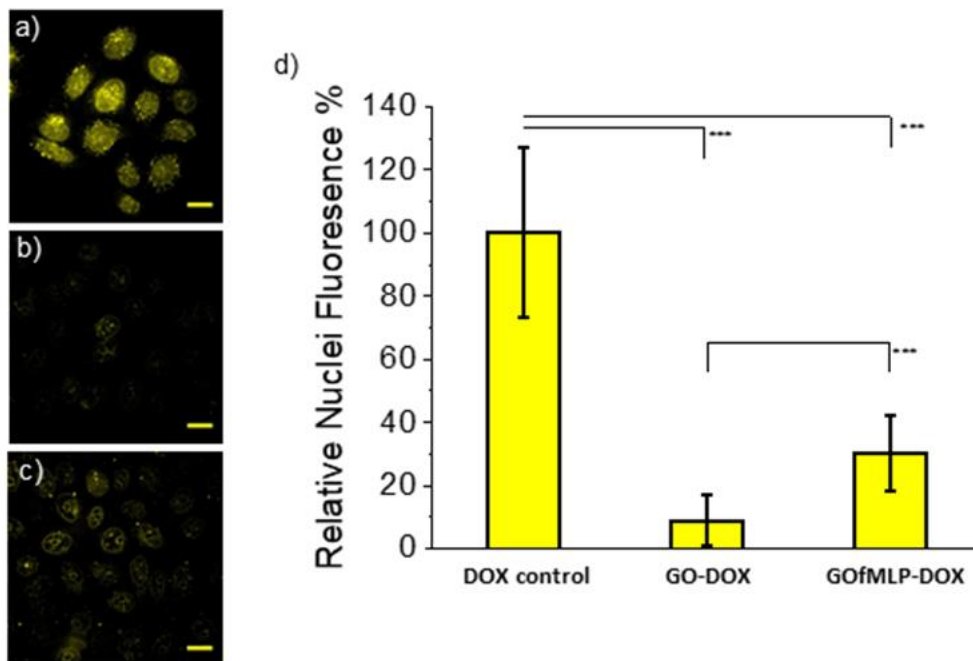 a)
b)
c)
d)
Relative Nuclei Fluoresence %
140
120
100
80
60
40
20
0
***
***
***
DOX control
GO-DOX
GOfMLP-DOX